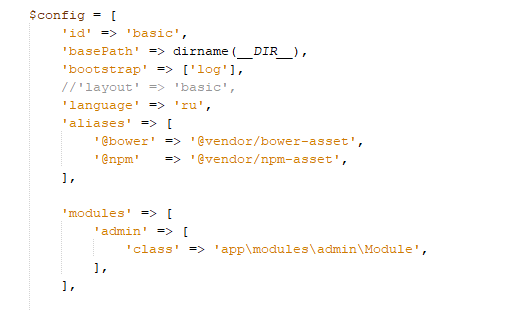 $config = [
    'id' => 'basic',
    'basePath' => dirname(__DIR__),
    'bootstrap' => ['log'],
    //'layout' => 'basic',
    'language' => 'ru',
    'aliases' => [
        '@bower' => '@vendor/bower-asset',
        '@npm'   => '@vendor/npm-asset',
    ],
    'modules' => [
        'admin' => [
            'class' => 'app\modules\admin\Module',
        ],
    ],